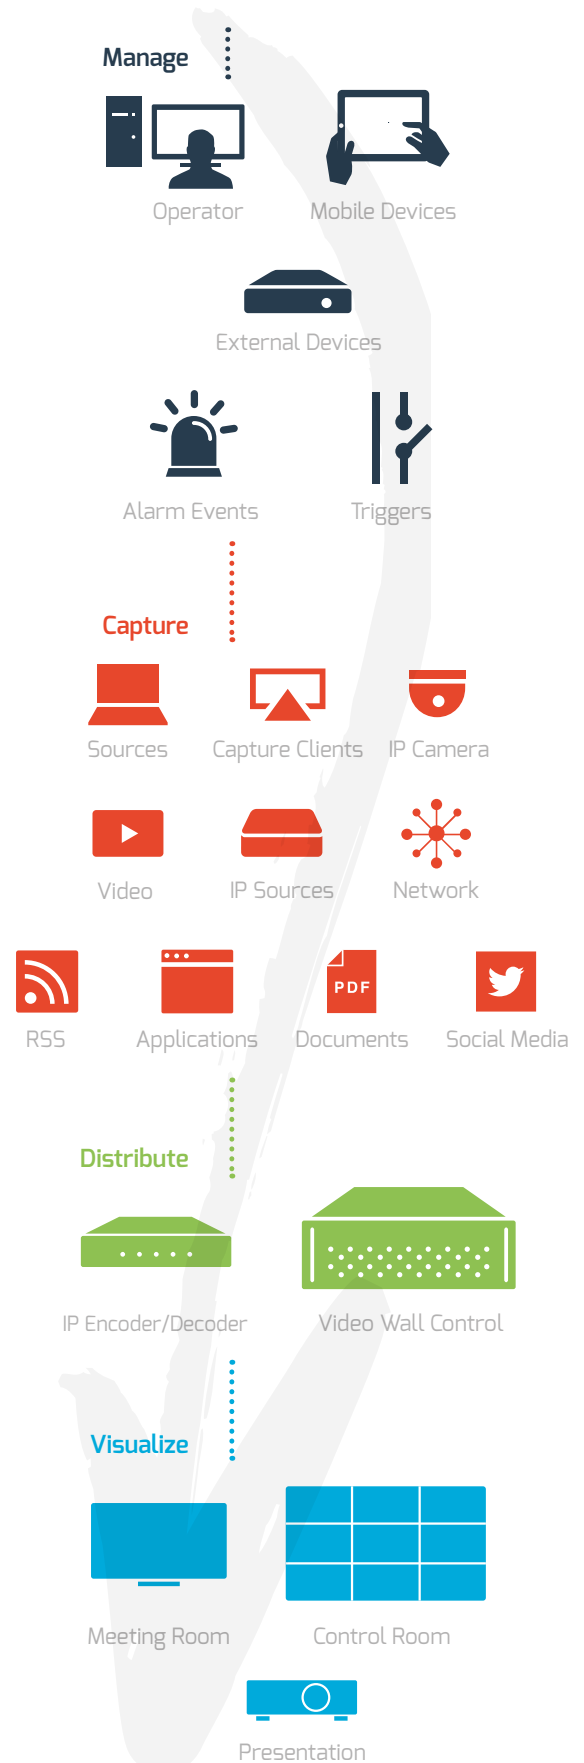 Manage
Operator
Mobile Devices
External Devices
Alarm Events
Triggers
Capture
Sources
Capture Clients
IP Camera
Video
IP Sources
Network
PDF
RSS
Applications
Documents
Social Media
Distribute
IP Encoder/Decoder
Video Wall Control
Visualize
Meeting Room
Control Room
Presentation